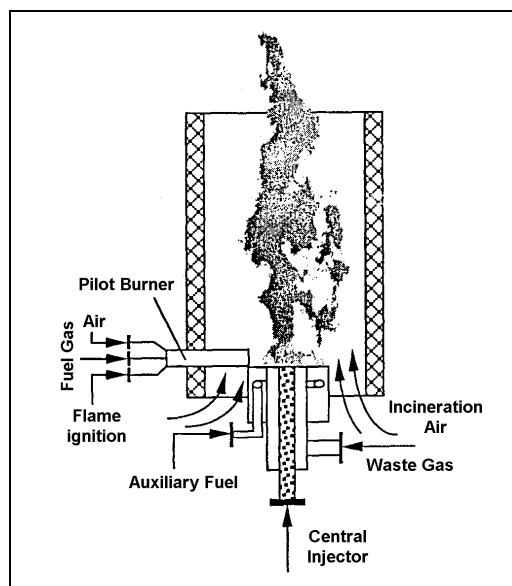 Pilot Burner
Air
Fuel Gas
Flame
ignition
Auxiliary Fuel
Incineration
Air
Waste Gas
Central
Injector